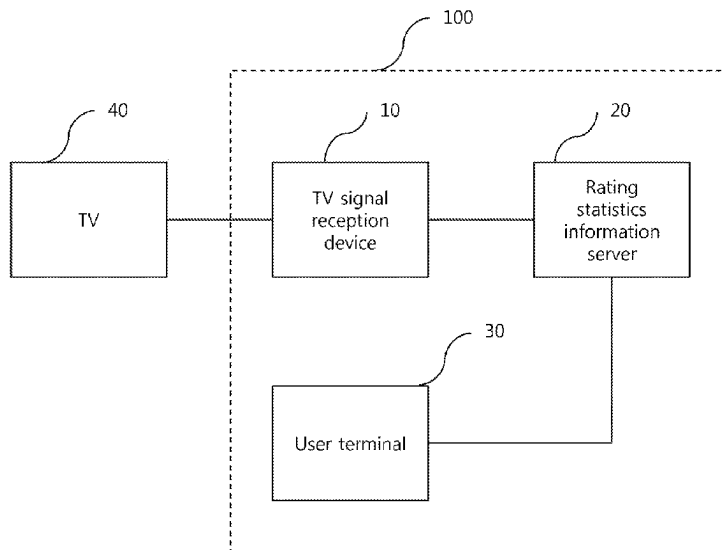 100
40
10
20
TV
TV signal
reception
device
Rating
statistics
information
server
30
User terminal